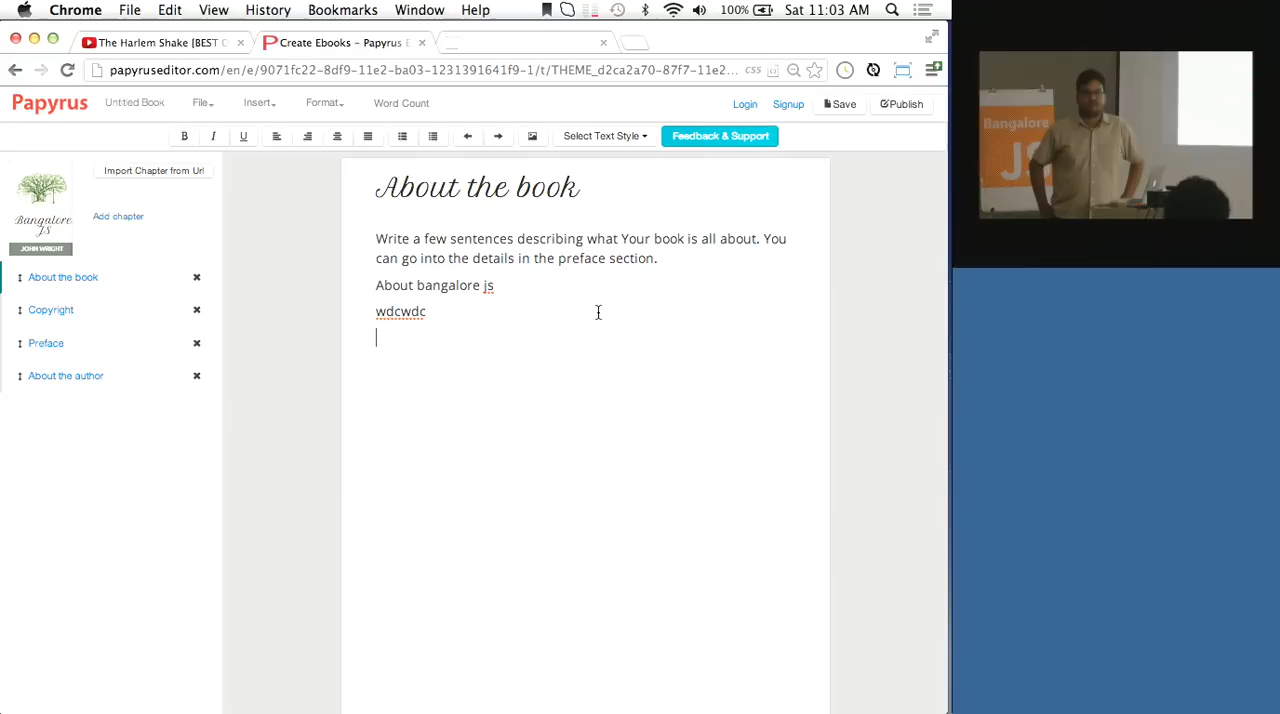 Chrome File Edit View History Bookmarks Window Help 100% Sat 11:03 AM
The Harlem Shake [BEST C Create Ebooks – Papyrus E
papyruseditor.com/en/e/9071fc22-8df9-11e2-ba03-1231391641f9-1/t/THEME_d2ca2a70-87f7-11e2... CSS
Papyrus Untitled Book File Insert Format Word Count Login Signup Save Publish
B I U Select Text Style Feedback & Support
Import Chapter from Url
Add chapter
Bangalore
JS
JOHN WRIGHT
About the book
Copyright
Preface
About the author
About the book
Write a few sentences describing what Your book is all about. You
can go into the details in the preface section.
About bangalore js
wdcwdc
Bangalore
JS